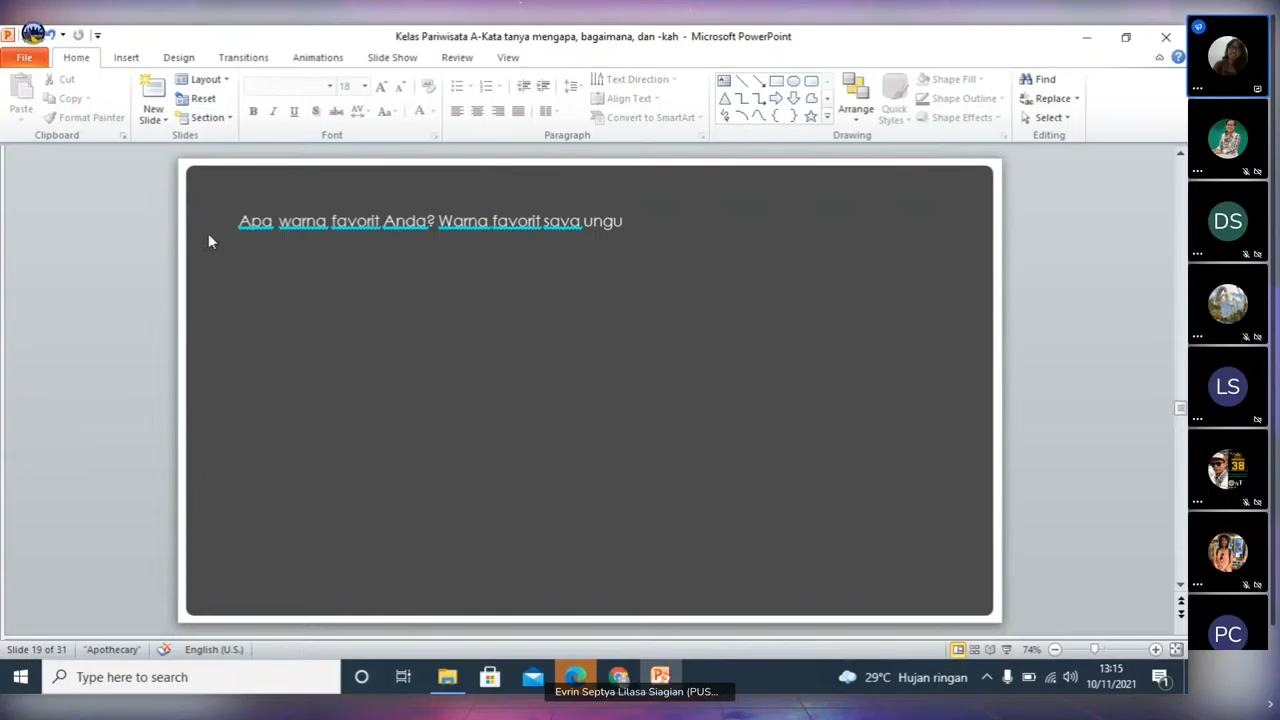 Kelas Pariwisata A-Kata tanya mengapa, bagaimana, dan -kah - Microsoft PowerPoint
File Home Insert Design Transitions Animations Slide Show Review View
Paste
Cut
Copy
Format Painter
Clipboard
New Slide
Layout
Reset
Section
Slides
18
Font
Paragraph
Text Direction
Align Text
Convert to SmartArt
Arrange
Quick Styles
Shape Fill
Shape Outline
Shape Effects
Drawing
Find
Replace
Select
Editing
Apa warna favorit Anda? Warna favorit saya ungu
DS
LS
38
PC
Slide 19 of 31 "Apothecary" English (U.S.) 74%
Type here to search
29°C Hujan ringan
13:15
10/11/2021
1
Evrin Septya Lilasa Siagian (PUS...